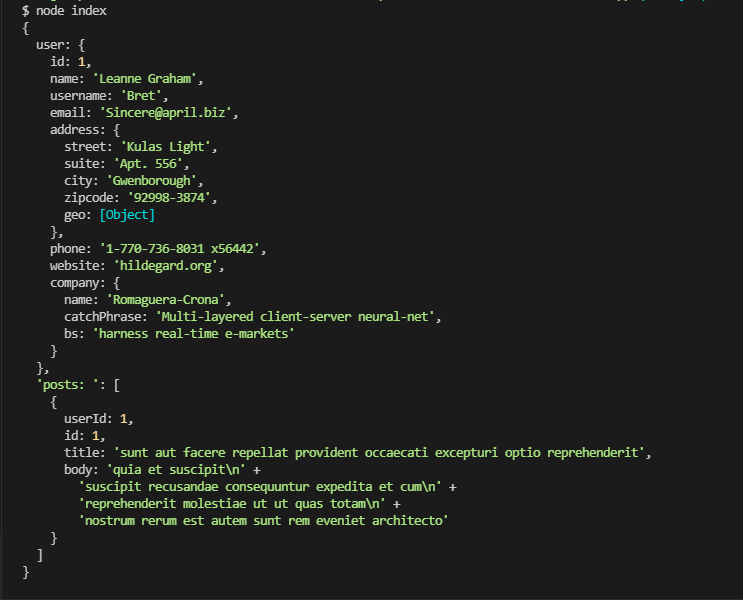 $ node index
{
  user: {
    id: 1,
    name: 'Leanne Graham',
    username: 'Bret',
    email: 'Sincere@april.biz',
    address: {
      street: 'Kulas Light',
      suite: 'Apt. 556',
      city: 'Gwenborough',
      zipcode: '92998-3874',
      geo: [Object]
    },
    phone: '1-770-736-8031 x56442',
    website: 'hildegard.org',
    company: {
      name: 'Romaguera-Crona',
      catchPhrase: 'Multi-layered client-server neural-net',
      bs: 'harness real-time e-markets'
    }
  },
  'posts: ': [
    {
      userId: 1,
      id: 1,
      title: 'sunt aut facere repellat provident occaecati excepturi optio reprehenderit',
      body: 'quia et suscipit\n' +
        'suscipit recusandae consequuntur expedita et cum\n' +
        'reprehenderit molestiae ut ut quas totam\n' +
        'nostrum rerum est autem sunt rem eveniet architecto'
    }
  ]
}